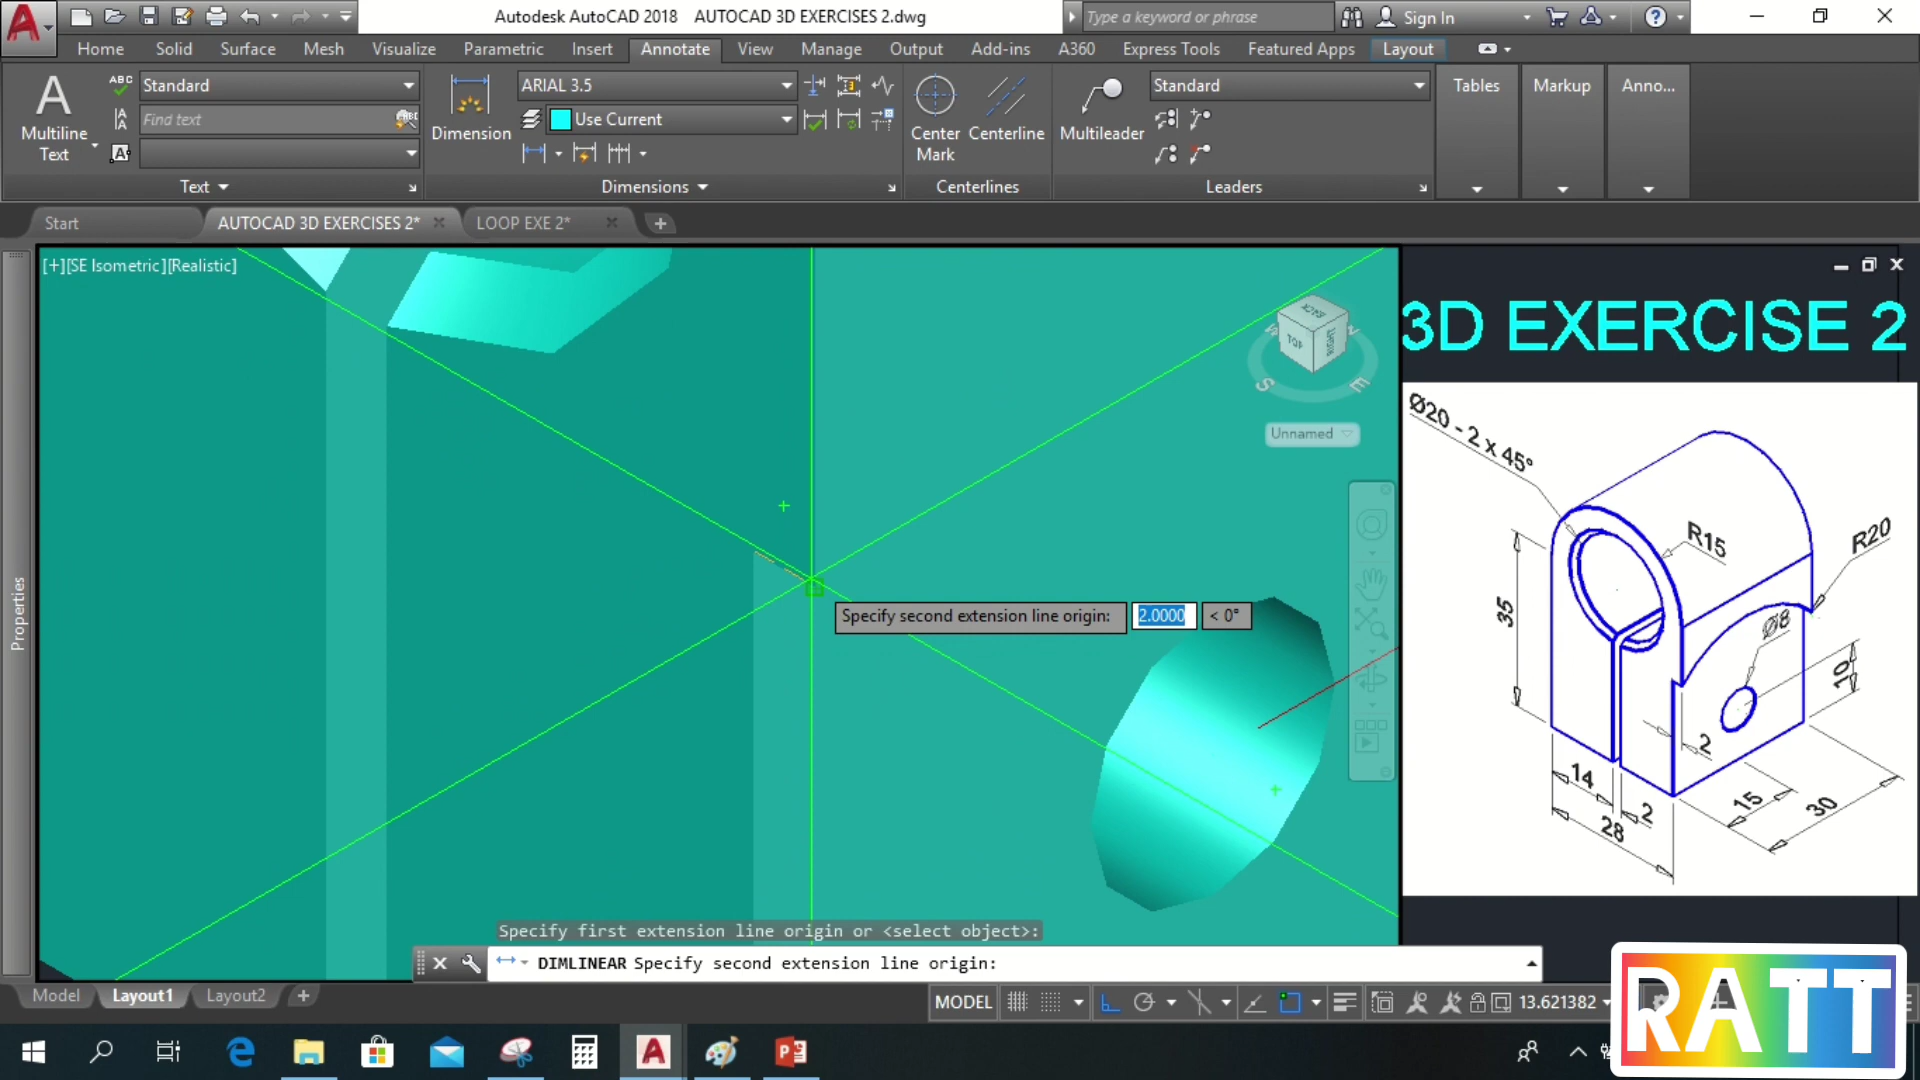 Autodesk AutoCAD 2018 AUTOCAD 3D EXERCISES 2.dwg
Type a keyword or phrase
Sign In
Home Solid Surface Mesh Visualize Parametric Insert Annotate View Manage Output Add-ins A360 Express Tools Featured Apps Layout
A
Multiline
Text
ABC
Standard
Find text
Text
Dimension
ARIAL 3.5
Use Current
Dimensions
Center
Mark
Centerline
Centerlines
Multileader
Standard
Leaders
Tables
Markup
Anno...
Start
AUTOCAD 3D EXERCISES 2*
LOOP EXE 2*
[+][SE Isometric][Realistic]
Properties
BACK
TOP
RIGHT
W
N
S
E
Unnamed
Specify second extension line origin:
2.0000
< 0°
3D EXERCISE 2
Ø20 - 2 x 45°
R15
R20
35
Ø8
10
2
14
2
28
15
30
Specify first extension line origin or <select object>:
DIMLINEAR Specify second extension line origin:
Model
Layout1
Layout2
MODEL
13.621382
RATT